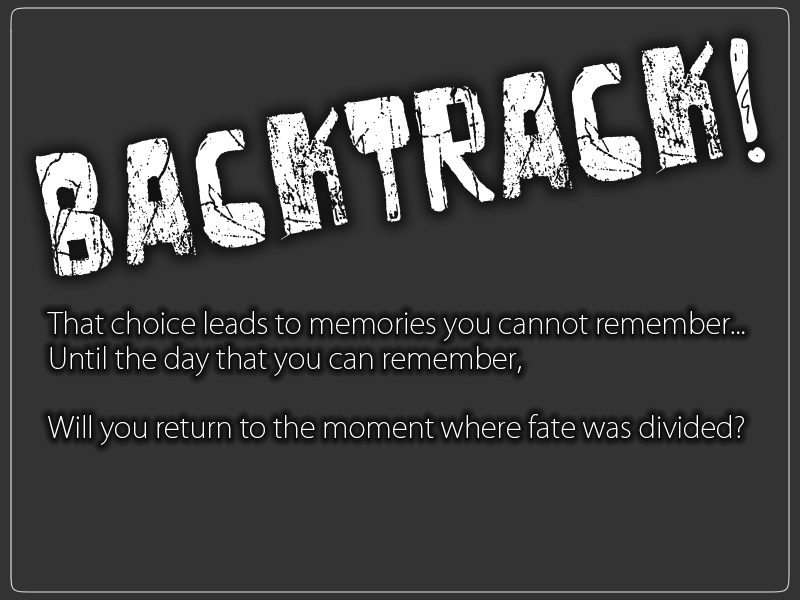 BACKTRACK!
That choice leads to memories you cannot remember...
Until the day that you can remember,
Will you return to the moment where fate was divided?